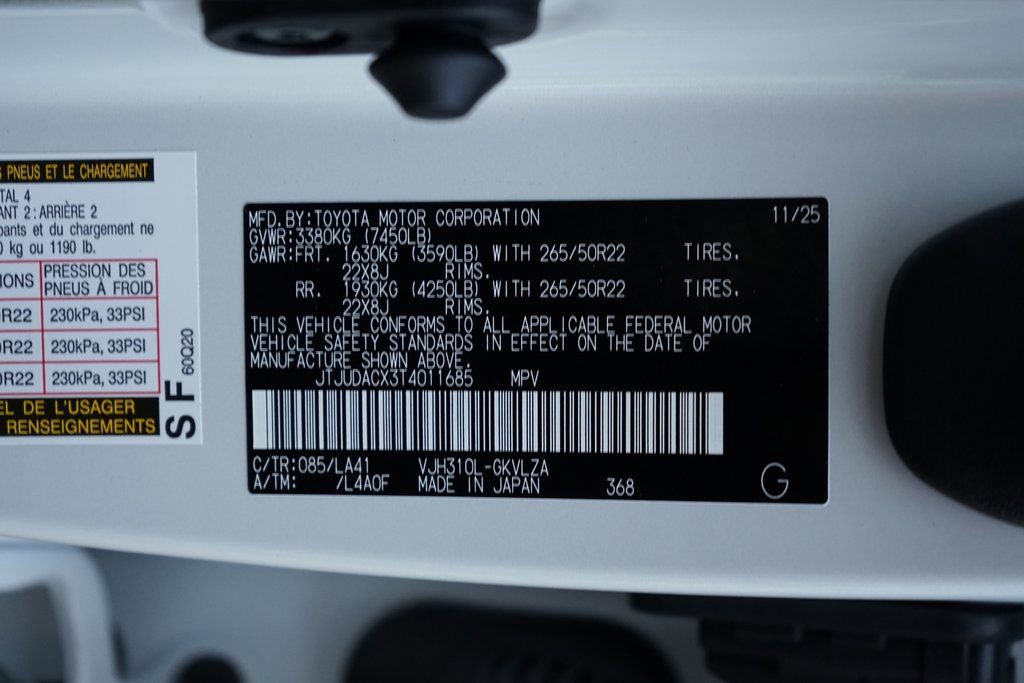 PNEUS ET LE CHARGEMENT
TAL 4
ANT 2 : ARRIÈRE 2
pants et du chargement ne
0 kg ou 1190 lb.
IONS PRESSION DES
PNEUS À FROID
0R22 230kPa, 33PSI
0R22 230kPa, 33PSI
0R22 230kPa, 33PSI
EL DE L'USAGER
RENSEIGNEMENTS
SF 60Q20
MFD. BY:TOYOTA MOTOR CORPORATION 11/25
GVWR:3380KG (7450LB)
GAWR:FRT. 1630KG (3590LB) WITH 265/50R22 TIRES.
22X8J RIMS.
RR. 1930KG (4250LB) WITH 265/50R22 TIRES.
22X8J RIMS.
THIS VEHICLE CONFORMS TO ALL APPLICABLE FEDERAL MOTOR
VEHICLE SAFETY STANDARDS IN EFFECT ON THE DATE OF
MANUFACTURE SHOWN ABOVE.
JTJUDACX3T4011685 MPV
C/TR:085/LA41 VJH310L-GKVLZA
A/TM: /L4A0F MADE IN JAPAN 368 G